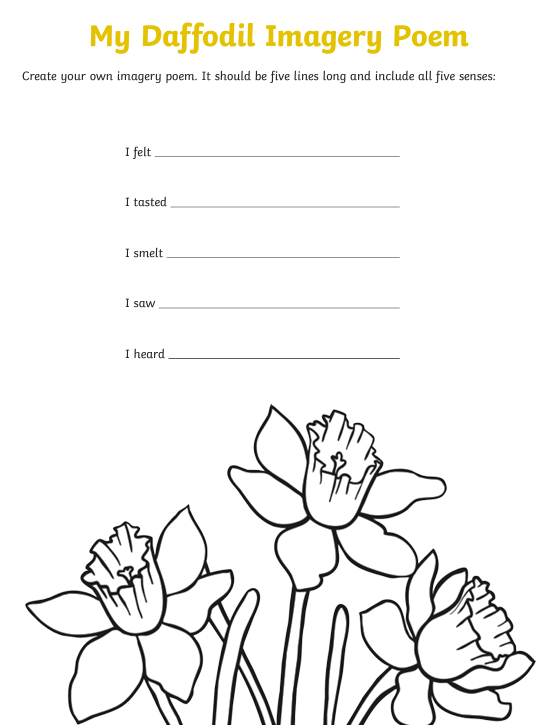 My Daffodil Imagery Poem
Create your own imagery poem. It should be five lines long and include all five senses:
I felt
I tasted
I smelt
I saw
I heard